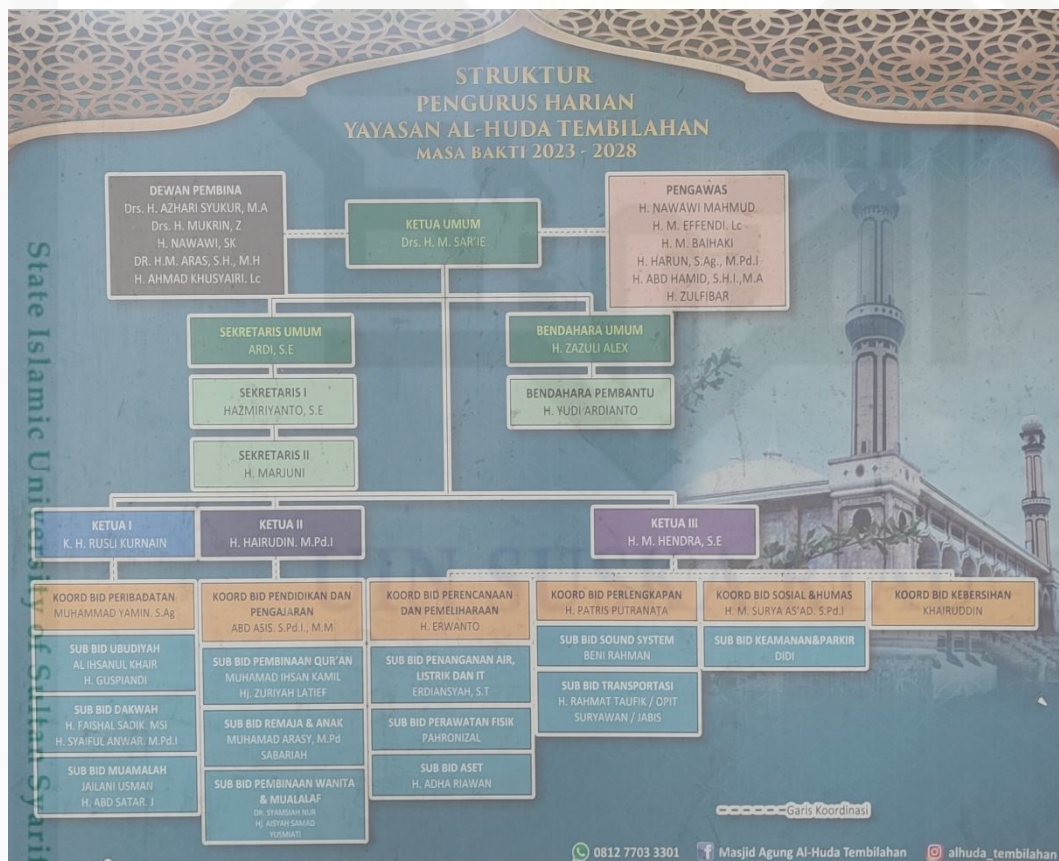 STRUKTUR
PENGURUS HARIAN
YAYASAN AL-HUDA TEMBILAHAN
MASA BAKTI 2023 - 2028
DEWAN PEMBINA
Drs. H. AZHARI SYUKUR, M.A
Drs. H. MUKRIN, Z
H. NAWAWI, SK
DR. H.M. ARAS, S.H., M.H
H. AHMAD KHUSYAIRI. Lc
KETUA UMUM
Drs. H. M. SAR'IE
PENGAWAS
H. NAWAWI MAHMUD
H. M. EFFENDI. Lc
H. M. BAIHAKI
H. HARUN, S.Ag., M.Pd.I
H. ABD HAMID, S.H.I.,M.A
H. ZULFIBAR
SEKRETARIS UMUM
ARDI, S.E
BENDAHARA UMUM
H. ZAZULI ALEX
SEKRETARIS I
HAZMIRIYANTO, S.E
BENDAHARA PEMBANTU
H. YUDI ARDIANTO
SEKRETARIS II
H. MARJUNI
KETUA I
K. H. RUSLI KURNAIN
KETUA II
H. HAIRUDIN. M.Pd.I
KETUA III
H. M. HENDRA, S.E
KOORD BID PERIBADATAN
MUHAMMAD YAMIN. S.Ag
SUB BID UBUDIYAH
AL IHSANUL KHAIR
H. GUSPIANDI
SUB BID DAKWAH
H. FAISHAL SADIK. MSI
H. SYAIFUL ANWAR. M.Pd.I
SUB BID MUAMALAH
JAILANI USMAN
H. ABD SATAR. J
KOORD BID PENDIDIKAN DAN
PENGAJARAN
ABD ASIS. S.Pd.I., M.M
SUB BID PEMBINAAN QUR'AN
MUHAMAD IHSAN KAMIL
Hj. ZURIYAH LATIEF
SUB BID REMAJA & ANAK
MUHAMAD ARASY, M.Pd
SABARIAH
SUB BID PEMBINAAN WANITA
& MUALALAF
DR. SYAMSIAH NUR
Hj. AISYAH SAMAD
YUSMIATI
KOORD BID PERENCANAAN
DAN PEMELIHARAAN
H. ERWANTO
SUB BID PENANGANAN AIR,
LISTRIK DAN IT
ERDIANSYAH, S.T
SUB BID PERAWATAN FISIK
PAHRONIZAL
SUB BID ASET
H. ADHA RIAWAN
KOORD BID PERLENGKAPAN
H. PATRIS PUTRANATA
SUB BID SOUND SYSTEM
BENI RAHMAN
SUB BID TRANSPORTASI
H. RAHMAT TAUFIK / OPIT
SURYAWAN / JABIS
KOORD BID SOSIAL &HUMAS
H. M. SURYA AS'AD. S.Pd.I
SUB BID KEAMANAN&PARKIR
DIDI
KOORD BID KEBERSIHAN
KHAIRUDDIN
Garis Koordinasi
0812 7703 3301
Masjid Agung Al-Huda Tembilahan
alhuda_tembilahan
State Islamic University of Sultan Syarif